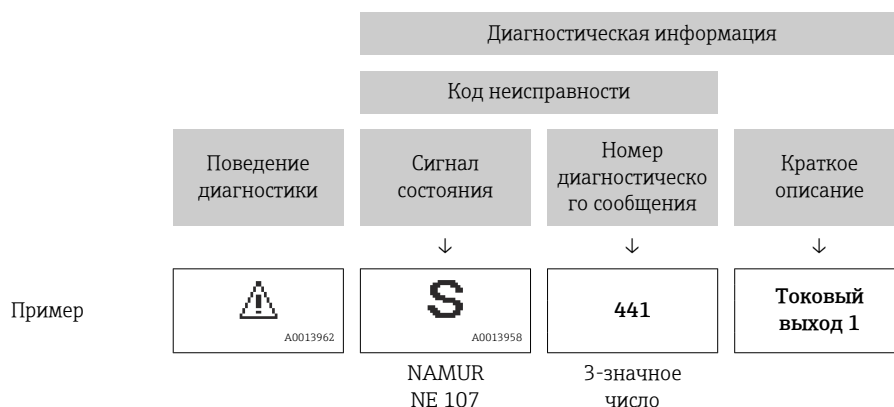 Диагностическая информация
Код неисправности
Поведение
диагностики
Сигнал
состояния
Номер
диагностическо
го сообщения
Краткое
описание
↓ ↓ ↓
Пример
A0013962
S
A0013958
441
Токовый
выход 1
NAMUR
NE 107
3-значное
число